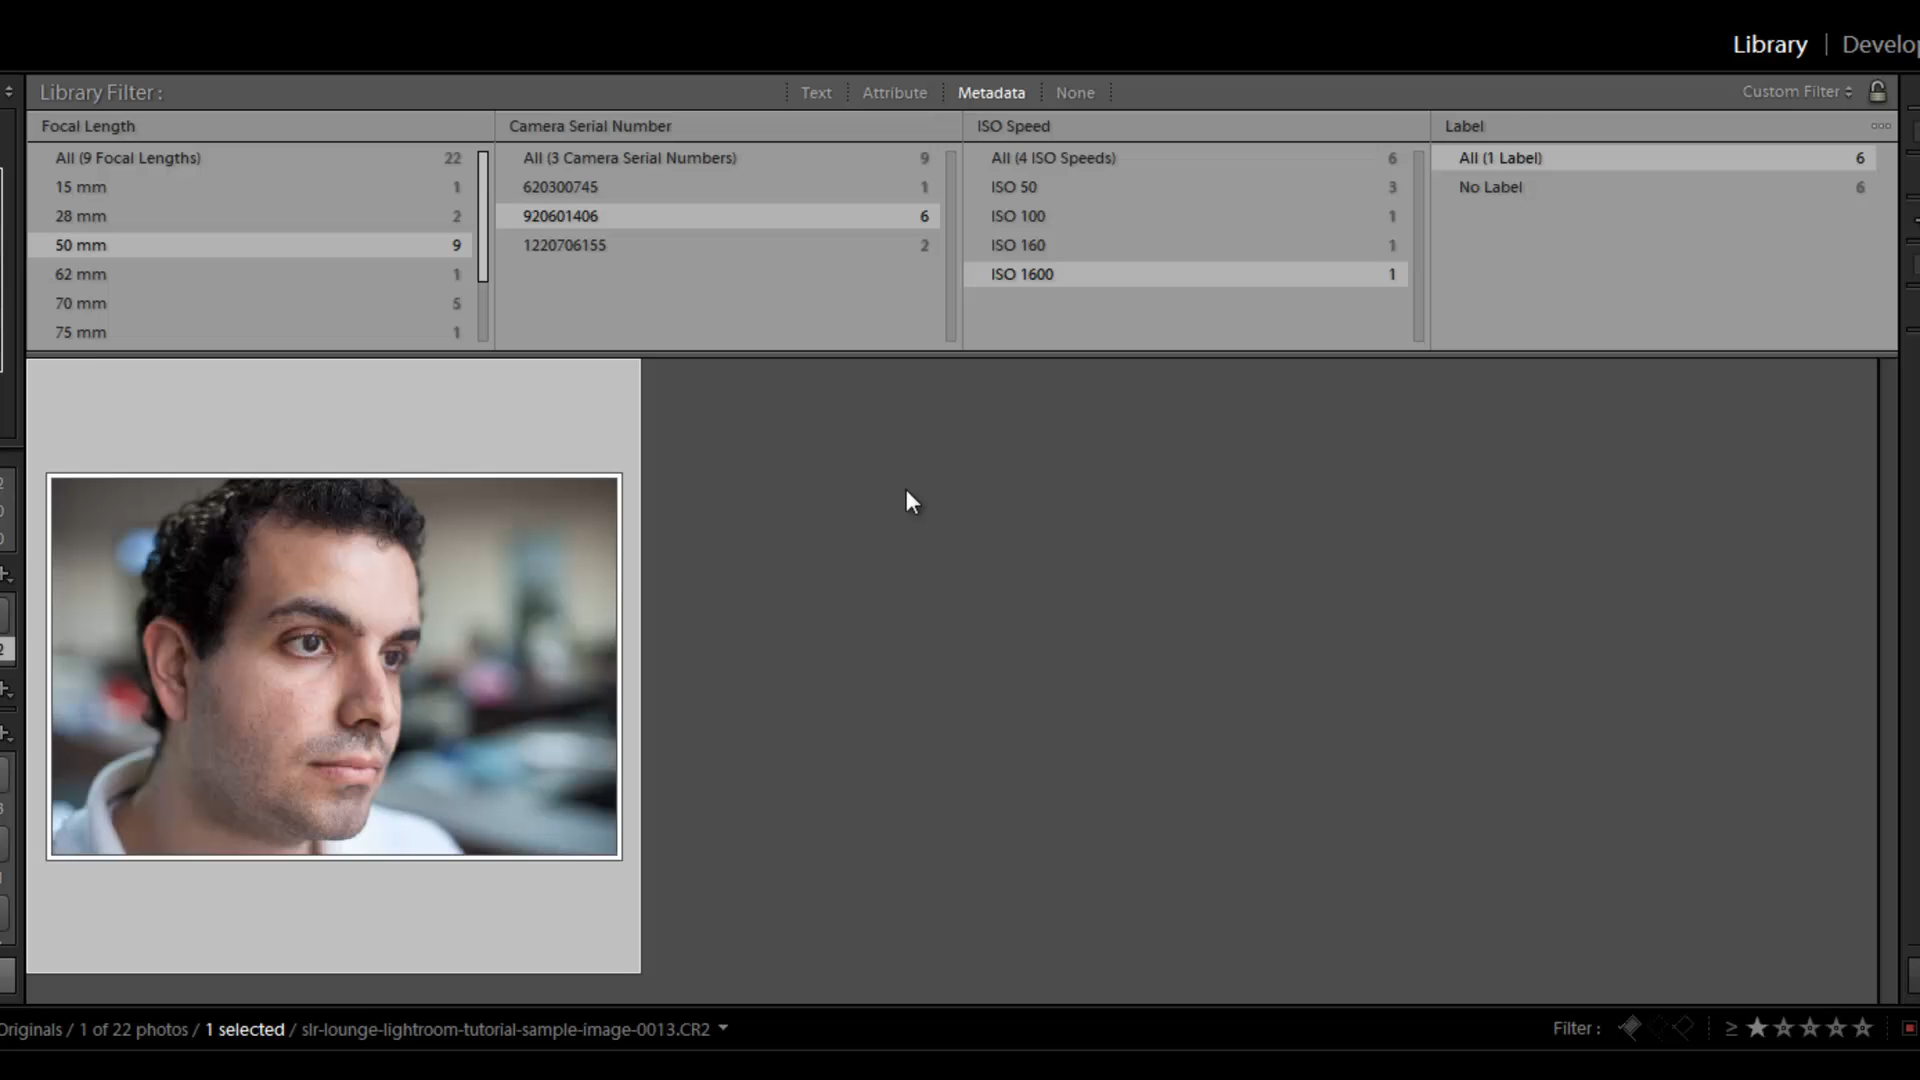 Library | Develop
Library Filter : Text Attribute Metadata None Custom Filter
Focal Length Camera Serial Number ISO Speed Label
All (9 Focal Lengths) 22 All (3 Camera Serial Numbers) 9 All (4 ISO Speeds) 6 All (1 Label) 6
15 mm 1 620300745 1 ISO 50 3 No Label 6
28 mm 2 920601406 6 ISO 100 1
50 mm 9 1220706155 2 ISO 160 1
62 mm 1 ISO 1600 1
70 mm 5
75 mm 1
Originals / 1 of 22 photos / 1 selected / slr-lounge-lightroom-tutorial-sample-image-0013.CR2 Filter : ≥